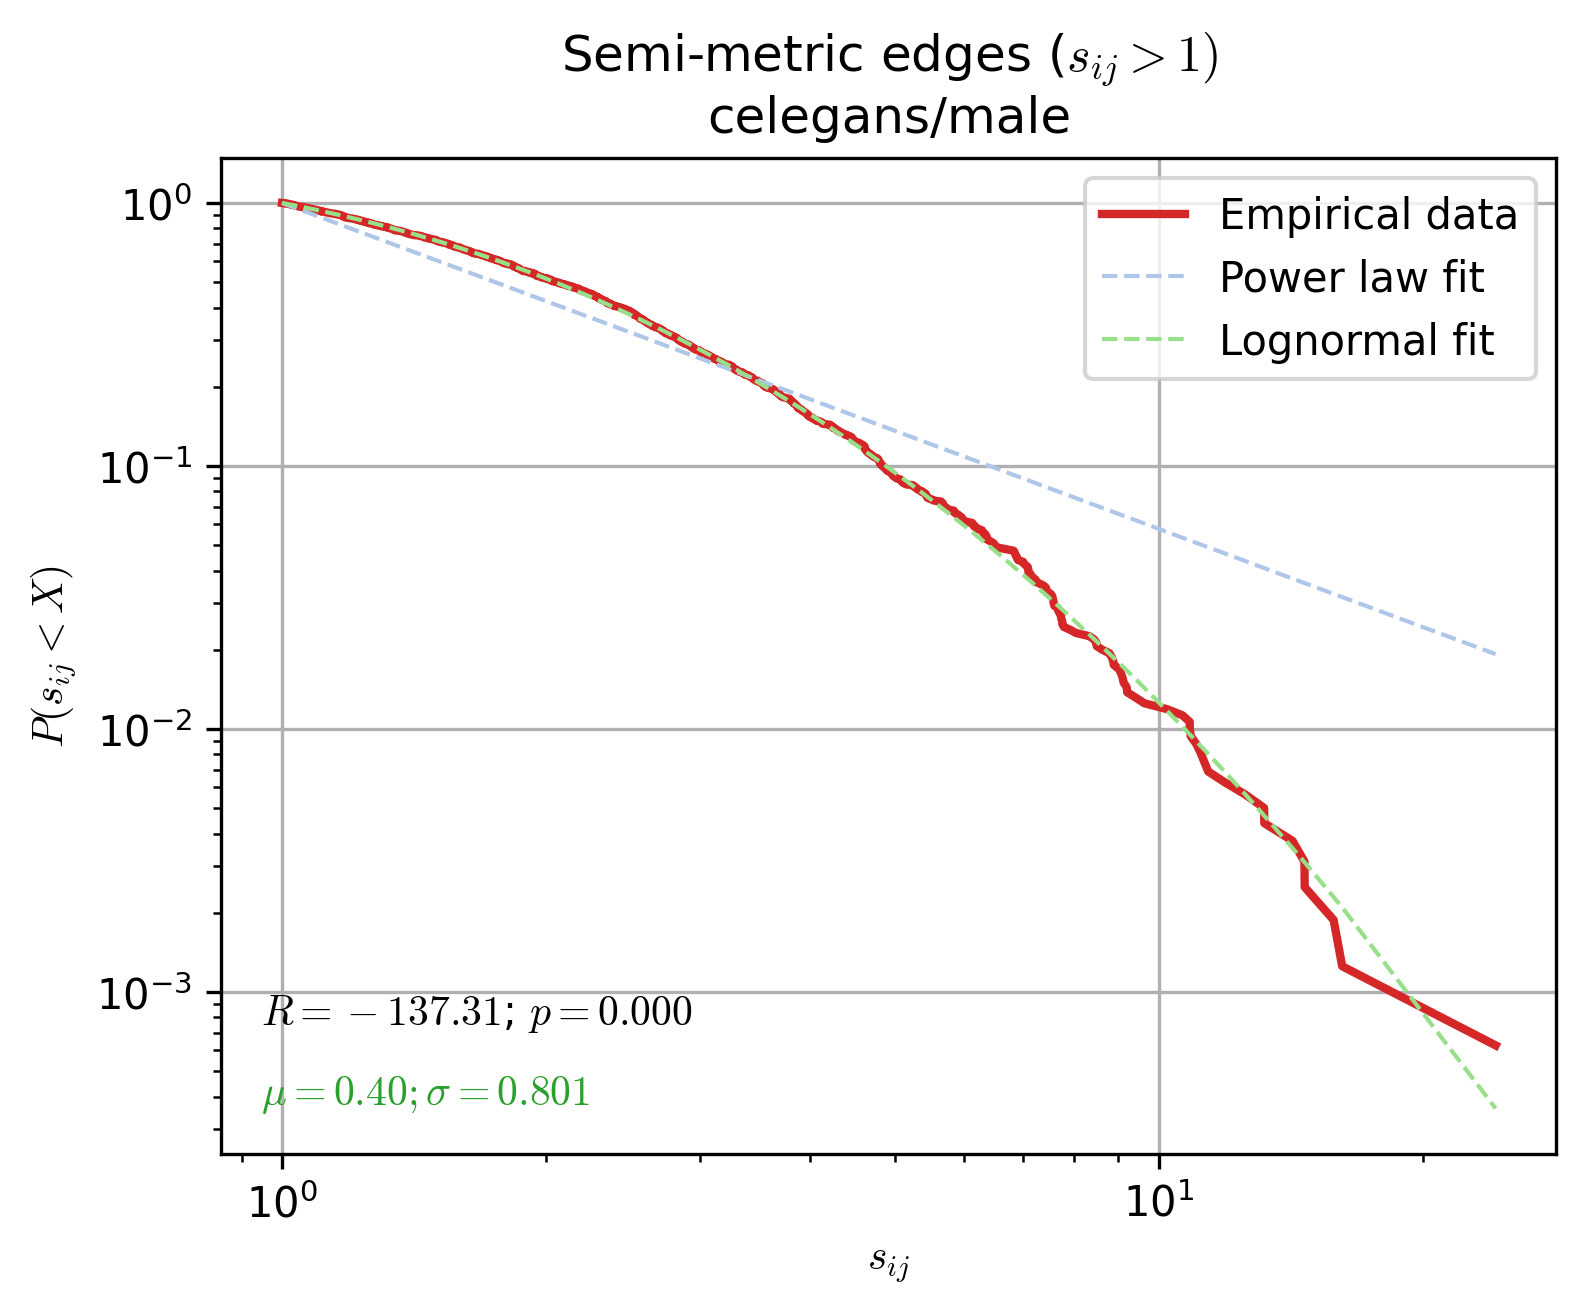 Semi-metric edges (s_{ij} > 1)
celegans/male
10^0
10^{-1}
10^{-2}
10^{-3}
P(s_{ij} < X)
Empirical data
Power law fit
Lognormal fit
R = −137.31; p = 0.000
μ = 0.40; σ = 0.801
10^0
10^1
s_{ij}